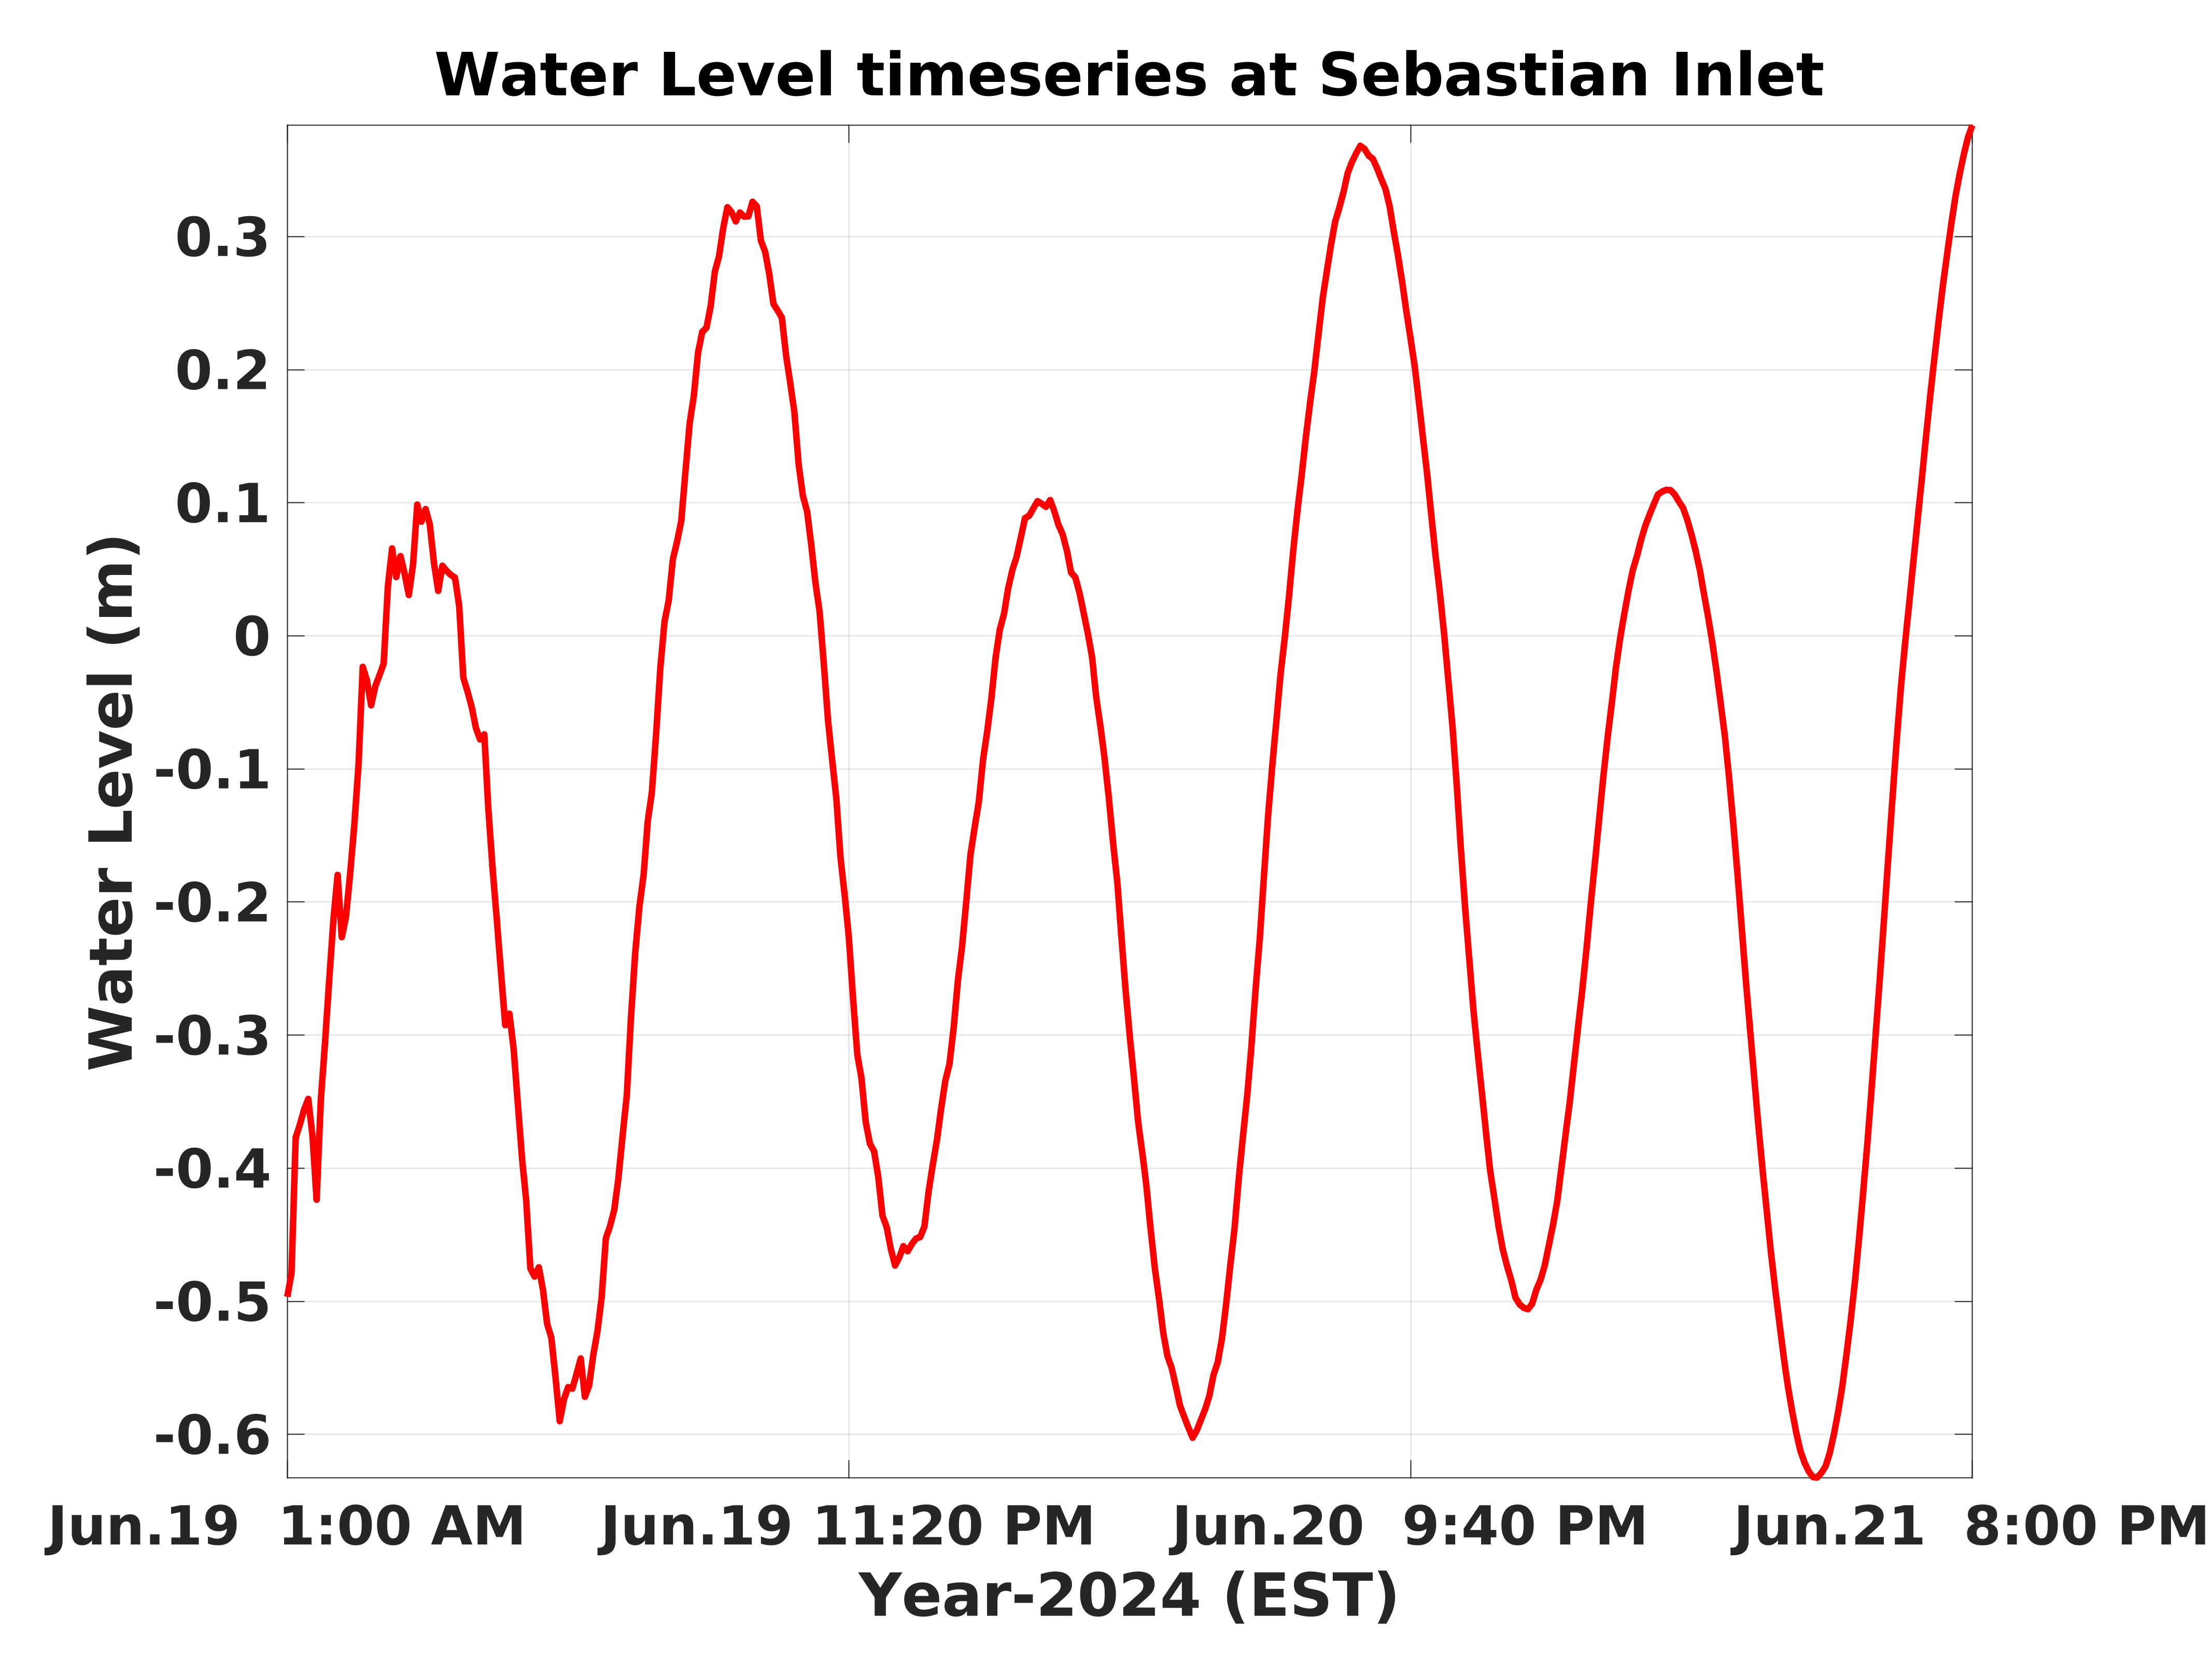 Water Level timeseries at Sebastian Inlet
Water Level (m)
0.3
0.2
0.1
0
-0.1
-0.2
-0.3
-0.4
-0.5
-0.6
Jun.19 1:00 AM Jun.19 11:20 PM Jun.20 9:40 PM Jun.21 8:00 PM
Year-2024 (EST)